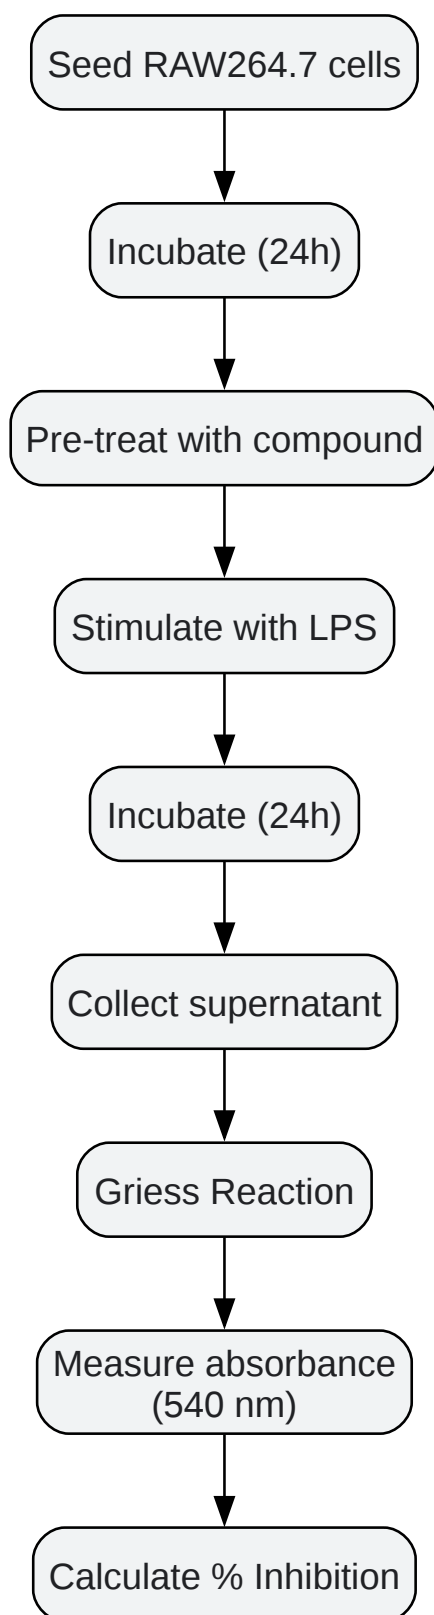 Seed RAW264.7 cells
Incubate (24h)
Pre-treat with compound
Stimulate with LPS
Incubate (24h)
Collect supernatant
Griess Reaction
Measure absorbance
(540 nm)
Calculate % Inhibition